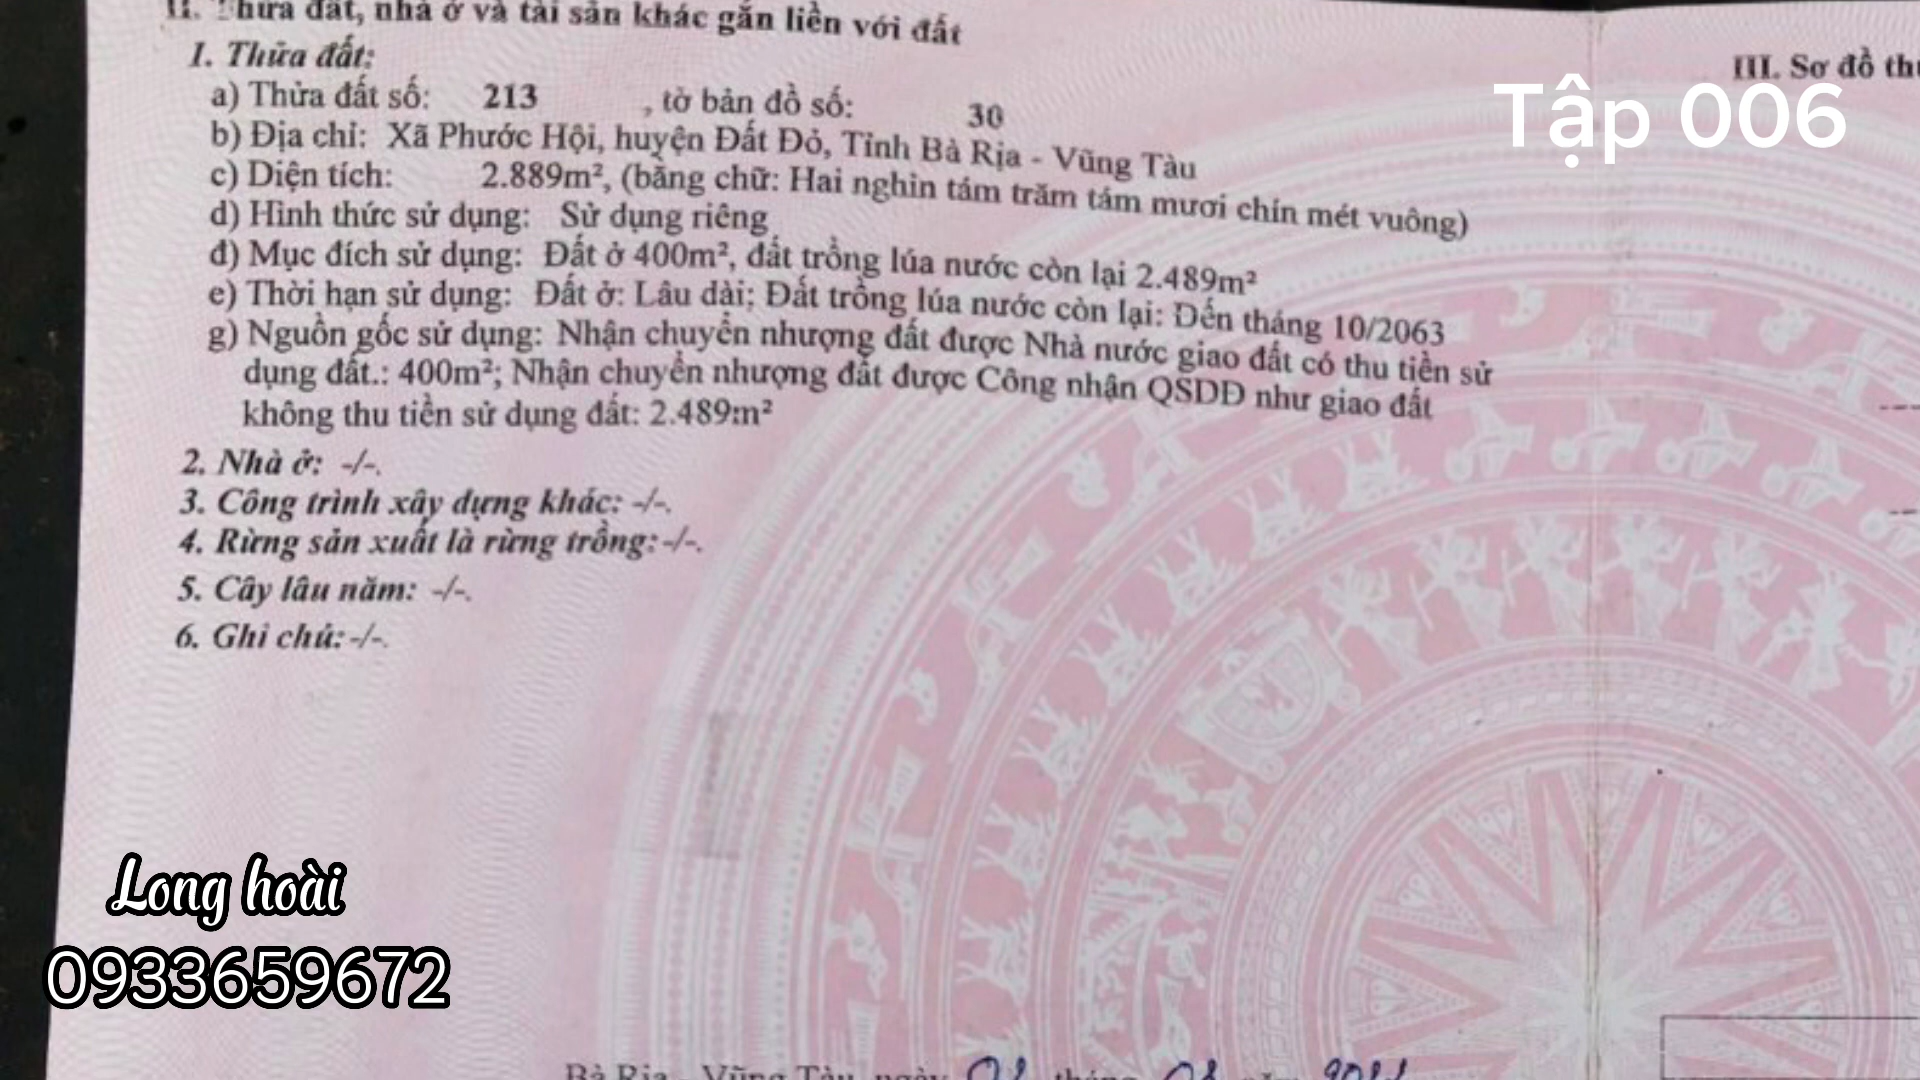 II. Thửa đất, nhà ở và tài sản khác gắn liền với đất
1. Thửa đất:
a) Thửa đất số: 213 , tờ bản đồ số: 30
b) Địa chỉ: Xã Phước Hội, huyện Đất Đỏ, Tỉnh Bà Rịa - Vũng Tàu
c) Diện tích: 2.889m², (bằng chữ: Hai nghìn tám trăm tám mươi chín mét vuông)
d) Hình thức sử dụng: Sử dụng riêng
đ) Mục đích sử dụng: Đất ở 400m², đất trồng lúa nước còn lại 2.489m²
e) Thời hạn sử dụng: Đất ở: Lâu dài; Đất trồng lúa nước còn lại: Đến tháng 10/2063
g) Nguồn gốc sử dụng: Nhận chuyển nhượng đất được Nhà nước giao đất có thu tiền sử
dụng đất.: 400m²; Nhận chuyển nhượng đất được Công nhận QSDĐ như giao đất
không thu tiền sử dụng đất: 2.489m²
2. Nhà ở: -/-.
3. Công trình xây dựng khác: -/-.
4. Rừng sản xuất là rừng trồng: -/-.
5. Cây lâu năm: -/-.
6. Ghi chú: -/-.
III. Sơ đồ
Tập 006
Long hoài
0933659672
Bà Rịa - Vũng Tàu, ngày tháng năm